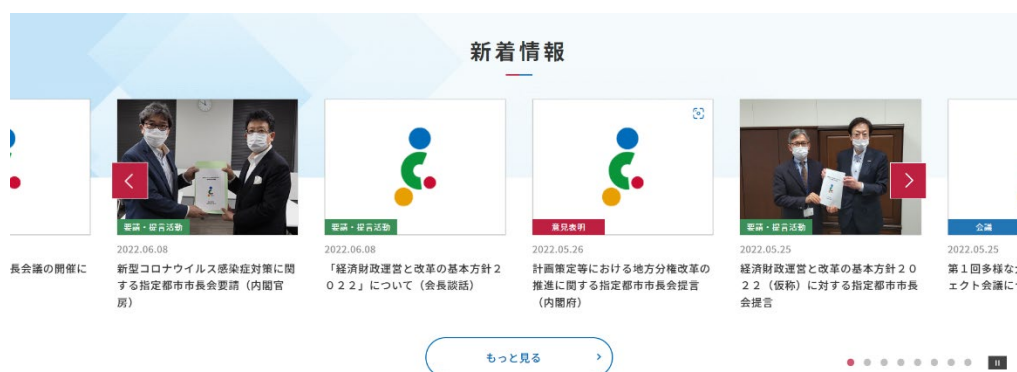 新着情報
要請・提言活動
要請・提言活動
意見表明
要請・提言活動
会議
2022.06.08
2022.06.08
2022.05.26
2022.05.25
2022.05.25
長会議の開催に
新型コロナウイルス感染症対策に関
する指定都市市長会要請（内閣官
房）
「経済財政運営と改革の基本方針２
０２２」について（会長談話）
計画策定等における地方分権改革の
推進に関する指定都市市長会提言
（内閣府）
経済財政運営と改革の基本方針２０
２２（仮称）に対する指定都市市長
会提言
第１回多様な
ェクト会議に
もっと見る